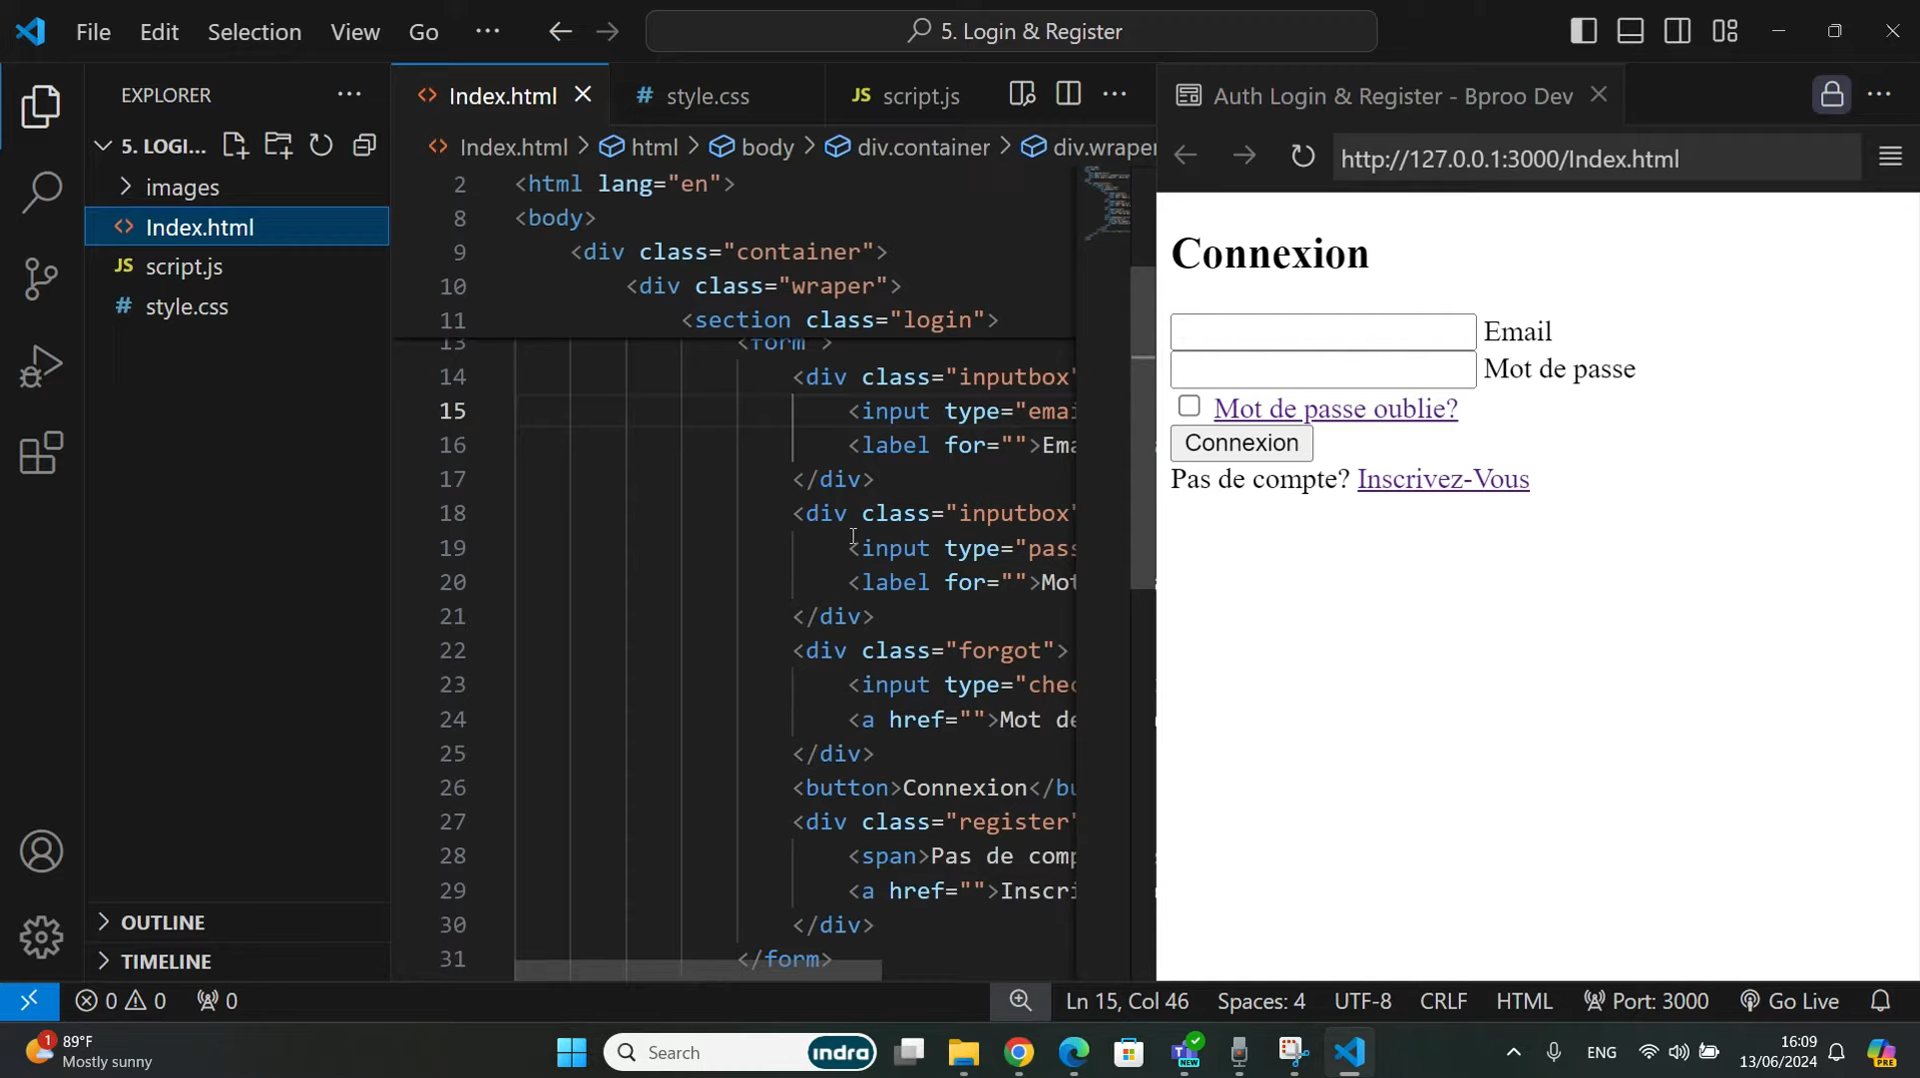 File Edit Selection View Go ··· 5. Login & Register
EXPLORER ···
5. LOGI...
images
Index.html
JS script.js
# style.css
OUTLINE
TIMELINE
Index.html # style.css JS script.js ···
Index.html > html > body > div.container > div.wraper
2 <html lang="en">
8 <body>
9 <div class="container">
10 <div class="wraper">
11 <section class="login">
13 <form >
14 <div class="inputbox"
15 <input type="emai
16 <label for="">Ema
17 </div>
18 <div class="inputbox"
19 <input type="pass
20 <label for="">Mot
21 </div>
22 <div class="forgot">
23 <input type="chec
24 <a href="">Mot de
25 </div>
26 <button>Connexion</bu
27 <div class="register"
28 <span>Pas de comp
29 <a href="">Inscri
30 </div>
31 </form>
Auth Login & Register - Bproo Dev ···
http://127.0.0.1:3000/Index.html
Connexion
Email
Mot de passe
Mot de passe oublie?
Connexion
Pas de compte? Inscrivez-Vous
0 0 0 Ln 15, Col 46 Spaces: 4 UTF-8 CRLF HTML Port: 3000 Go Live
1 89°F
Mostly sunny
Search indra
NEW
ENG
16:09
13/06/2024
PRE